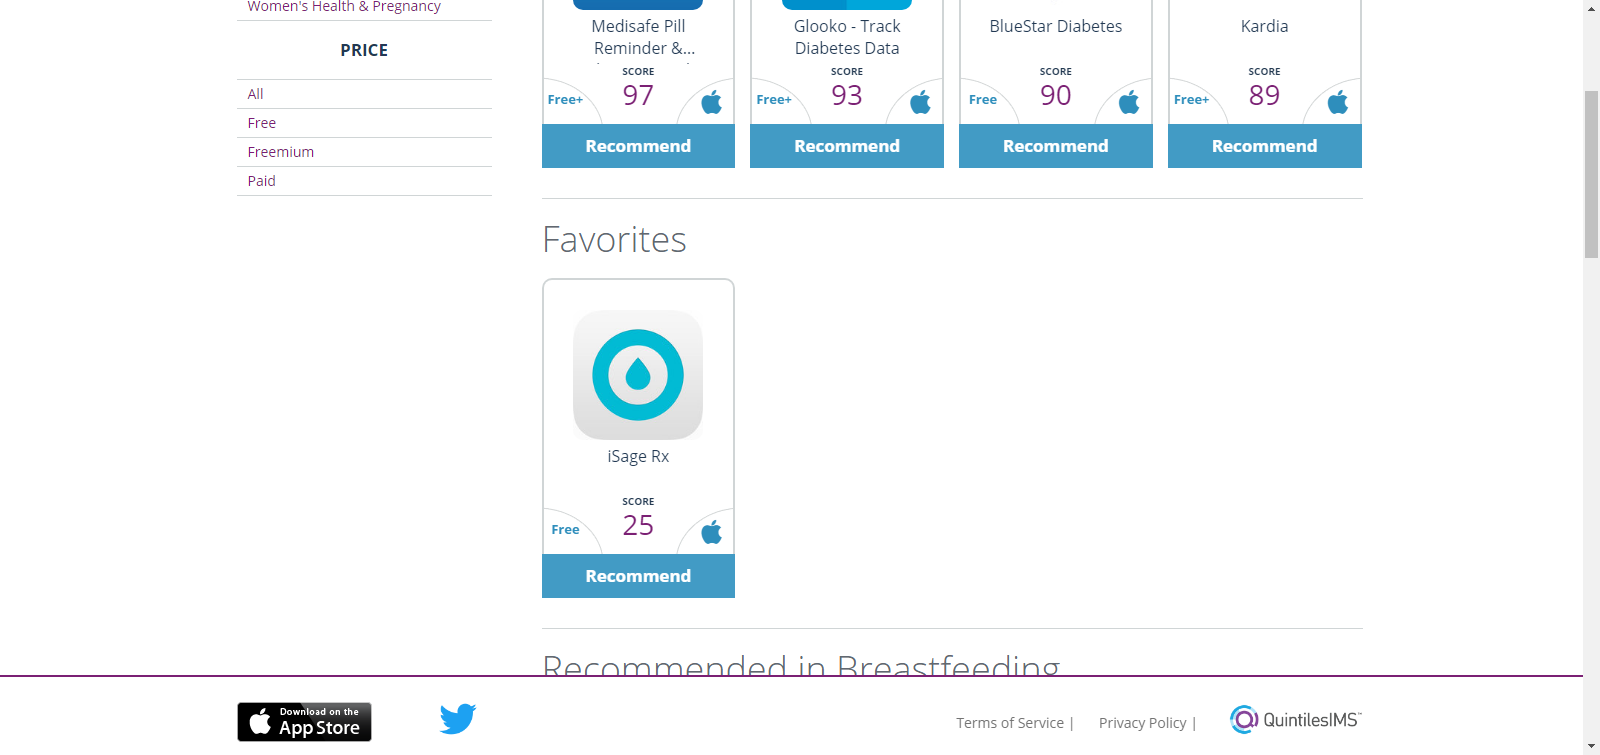 Women's Health & Pregnancy
PRICE
All
Free
Freemium
Paid
Medisafe Pill
Reminder &...
SCORE
Free+
97
Recommend
Glooko - Track
Diabetes Data
SCORE
Free+
93
Recommend
BlueStar Diabetes
SCORE
Free
90
Recommend
Kardia
SCORE
Free+
89
Recommend
Favorites
iSage Rx
SCORE
Free
25
Recommend
Recommended in Breastfeeding
Download on the
App Store
Terms of Service |
Privacy Policy |
QuintilesIMS™